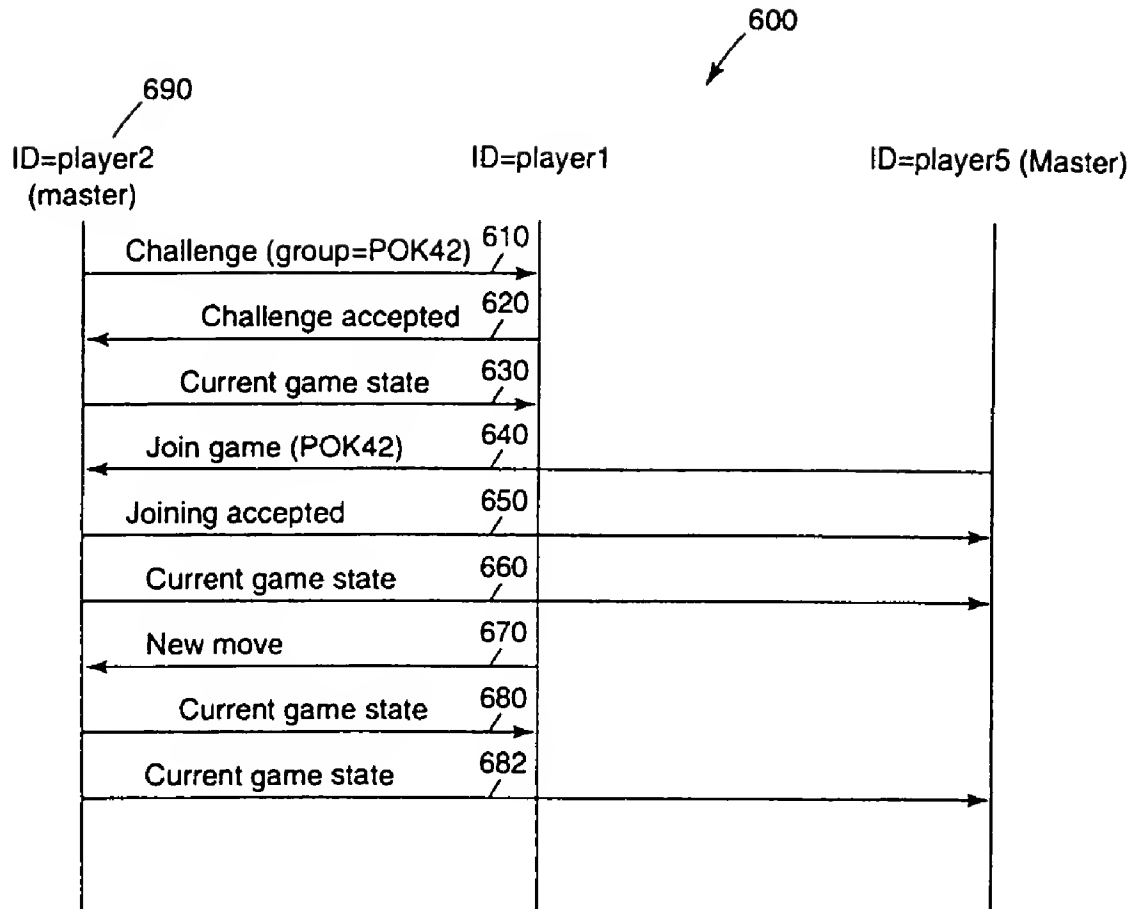 600
690
ID=player2
(master)
ID=player1
ID=player5 (Master)
Challenge (group=POK42) 610
Challenge accepted 620
Current game state 630
Join game (POK42) 640
Joining accepted 650
Current game state 660
New move 670
Current game state 680
Current game state 682